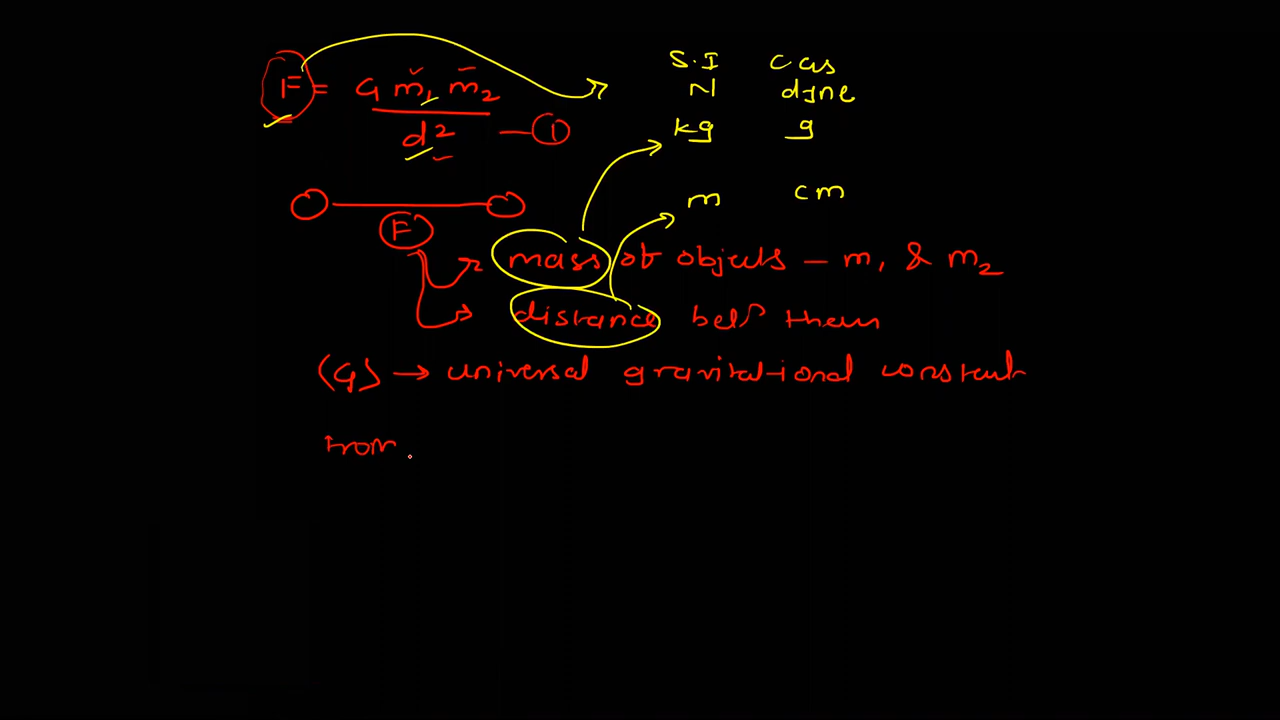 S.I CGS
F = G m1 m2
N dyne
d2 — ①
kg g
m cm
F
mass of objects – m1 & m2
distance betn them
(G) → universal gravitational constant
from